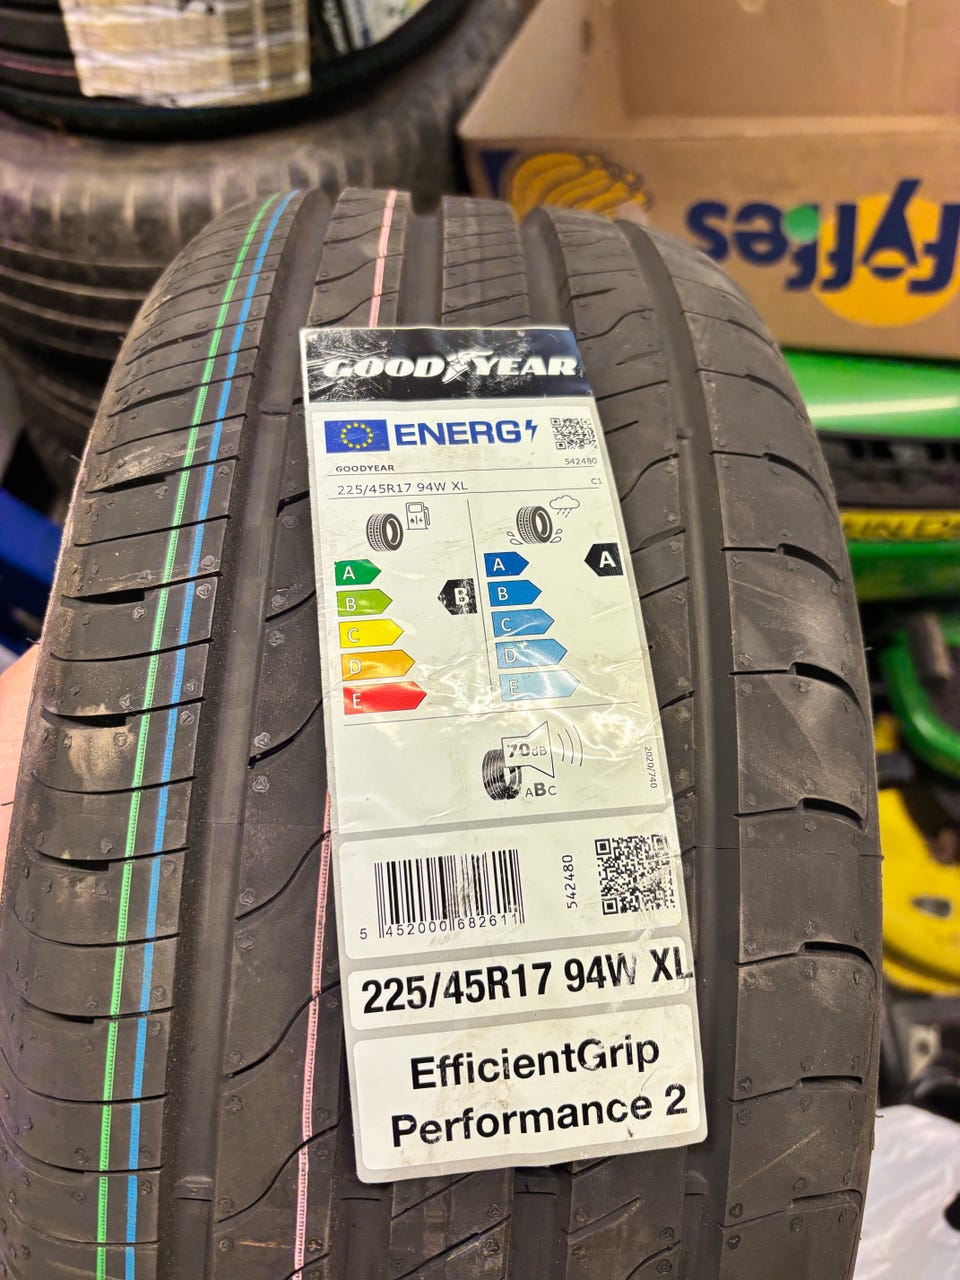 Fyffes
GOODYEAR
ENERG
GOODYEAR
542480
225/45R17 94W XL
C1
A
B
C
D
E
B
A
B
C
D
E
A
70dB
ABC
2020/740
5 452000 682611
542480
225/45R17 94W XL
EfficientGrip
Performance 2